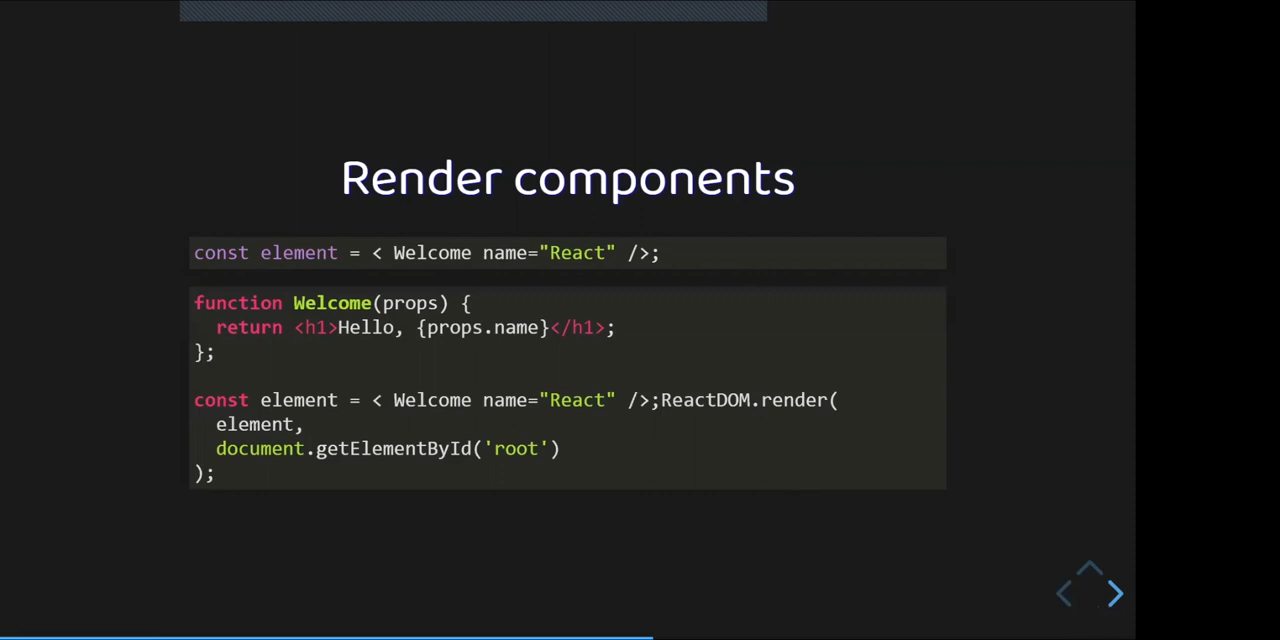 Render components
const element = < Welcome name="React" />;
function Welcome(props) {
  return <h1>Hello, {props.name}</h1>;
};
const element = < Welcome name="React" />;ReactDOM.render(
  element,
  document.getElementById('root')
);